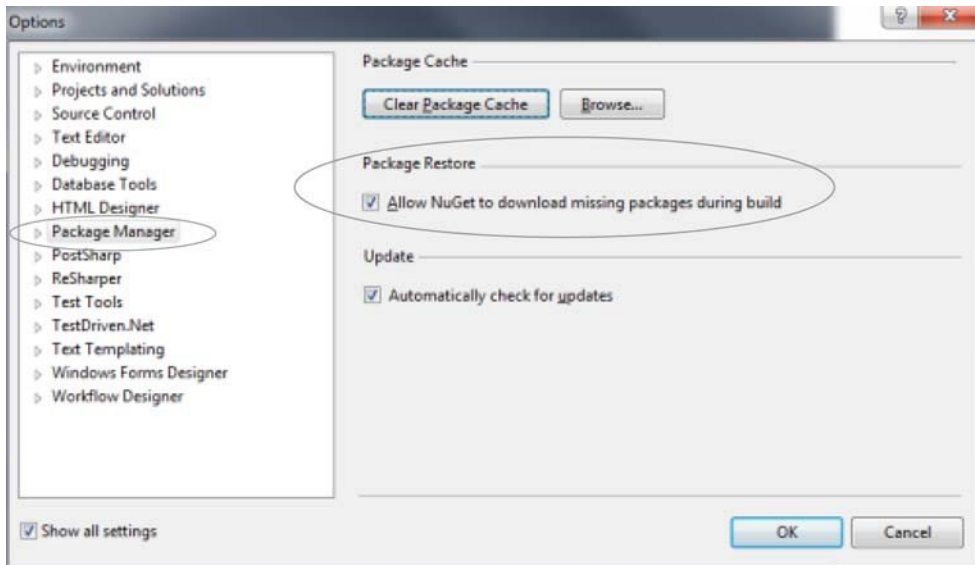 Options
Environment
Projects and Solutions
Source Control
Text Editor
Debugging
Database Tools
HTML Designer
Package Manager
PostSharp
ReSharper
Test Tools
TestDriven.Net
Text Templating
Windows Forms Designer
Workflow Designer
Show all settings
Package Cache
Clear Package Cache
Browse...
Package Restore
Allow NuGet to download missing packages during build
Update
Automatically check for updates
OK
Cancel